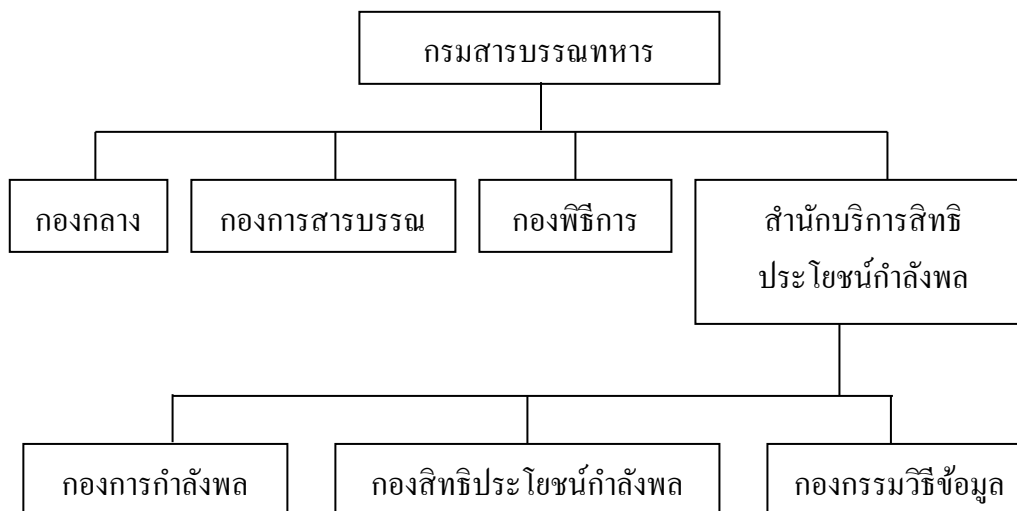 กรมสารบรรณทหาร
กองกลาง
กองการสารบรรณ
กองพิธีการ
สำนักบริการสิทธิ
ประโยชน์กำลังพล
กองการกำลังพล
กองสิทธิประโยชน์กำลังพล
กองกรรมวิธีข้อมูล